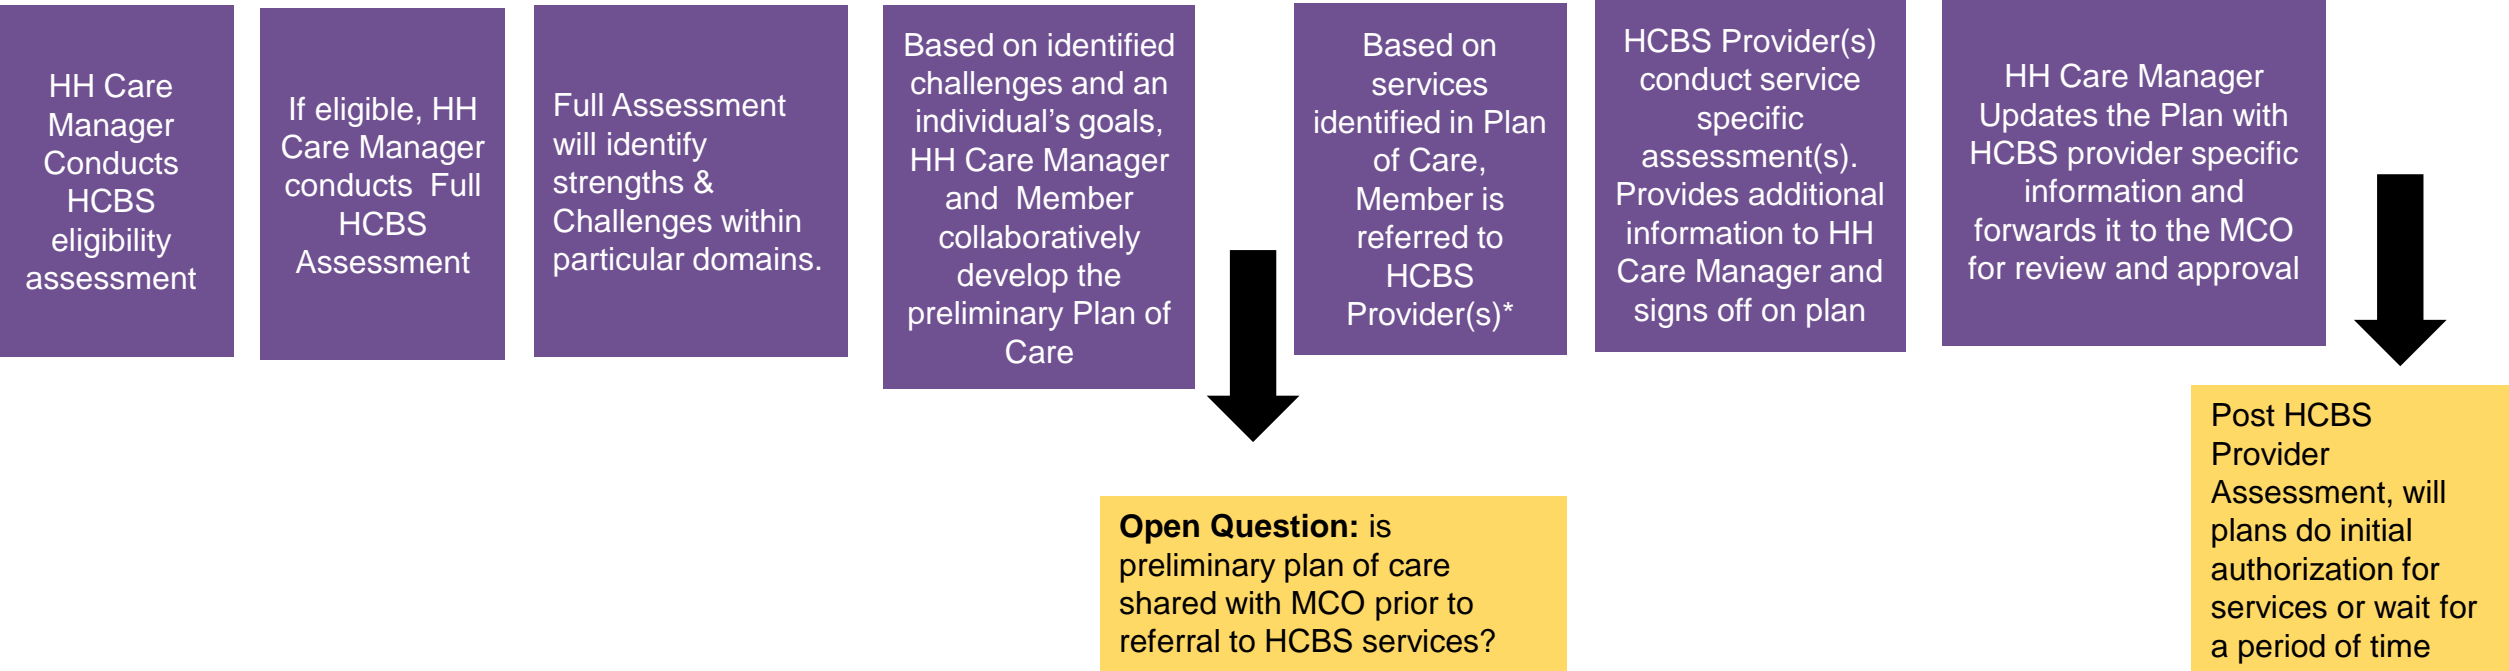 HH Care
Manager
Conducts
HCBS
eligibility
assessment
If eligible, HH
Care Manager
conducts Full
HCBS
Assessment
Full Assessment
will identify
strengths &
Challenges within
particular domains.
Based on identified
challenges and an
individual’s goals,
HH Care Manager
and Member
collaboratively
develop the
preliminary Plan of
Care
Based on
services
identified in Plan
of Care,
Member is
referred to
HCBS
Provider(s)*
HCBS Provider(s)
conduct service
specific
assessment(s).
Provides additional
information to HH
Care Manager and
signs off on plan
HH Care Manager
Updates the Plan with
HCBS provider specific
information and
forwards it to the MCO
for review and approval
Open Question: is
preliminary plan of care
shared with MCO prior to
referral to HCBS services?
Post HCBS
Provider
Assessment, will
plans do initial
authorization for
services or wait for
a period of time